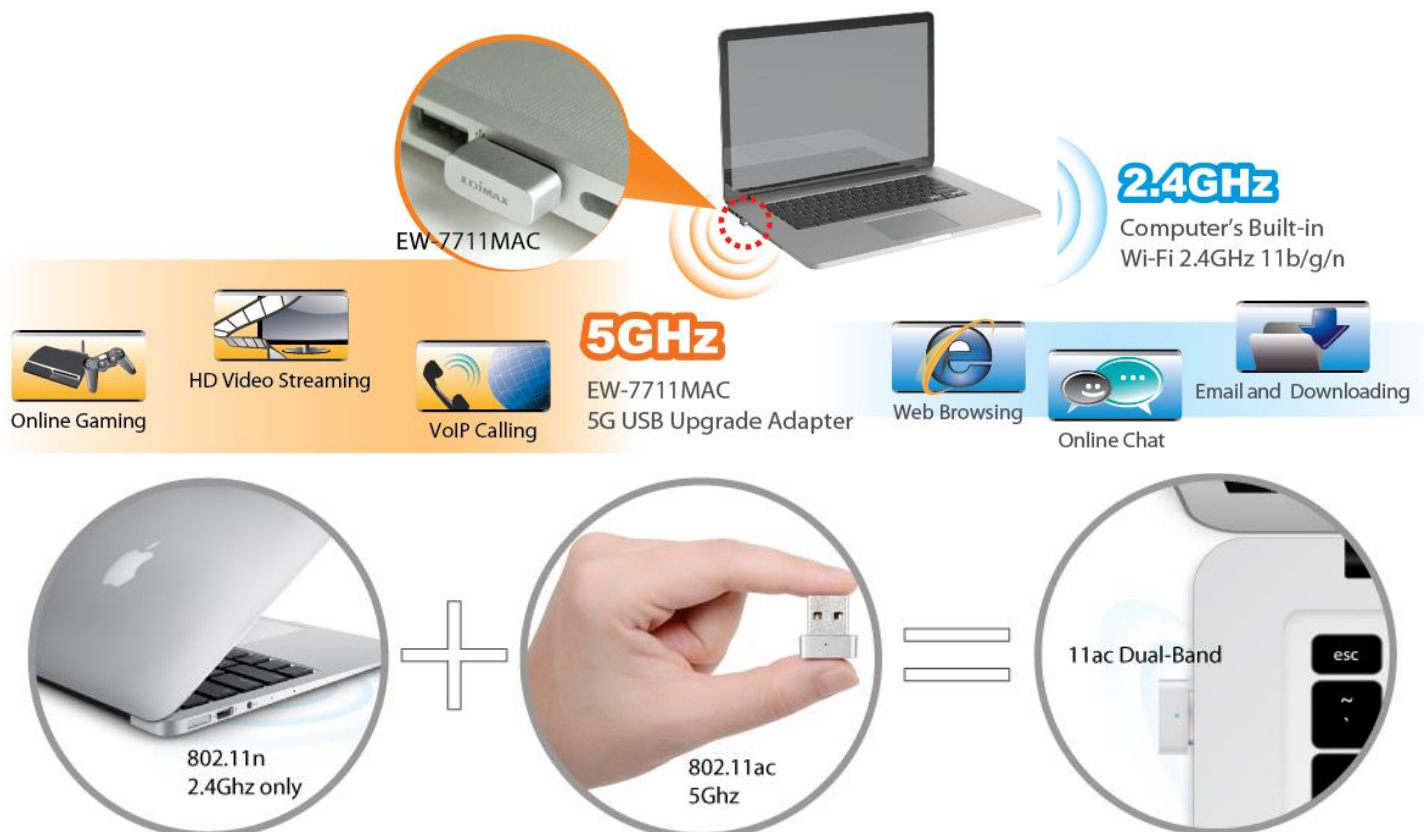 EDIMAX
EW-7711MAC
2.4GHz
Computer's Built-in
Wi-Fi 2.4GHz 11b/g/n
Online Gaming
HD Video Streaming
VoIP Calling
5GHz
EW-7711MAC
5G USB Upgrade Adapter
Web Browsing
Online Chat
Email and Downloading
802.11n
2.4Ghz only
802.11ac
5Ghz
11ac Dual-Band
esc
~
`